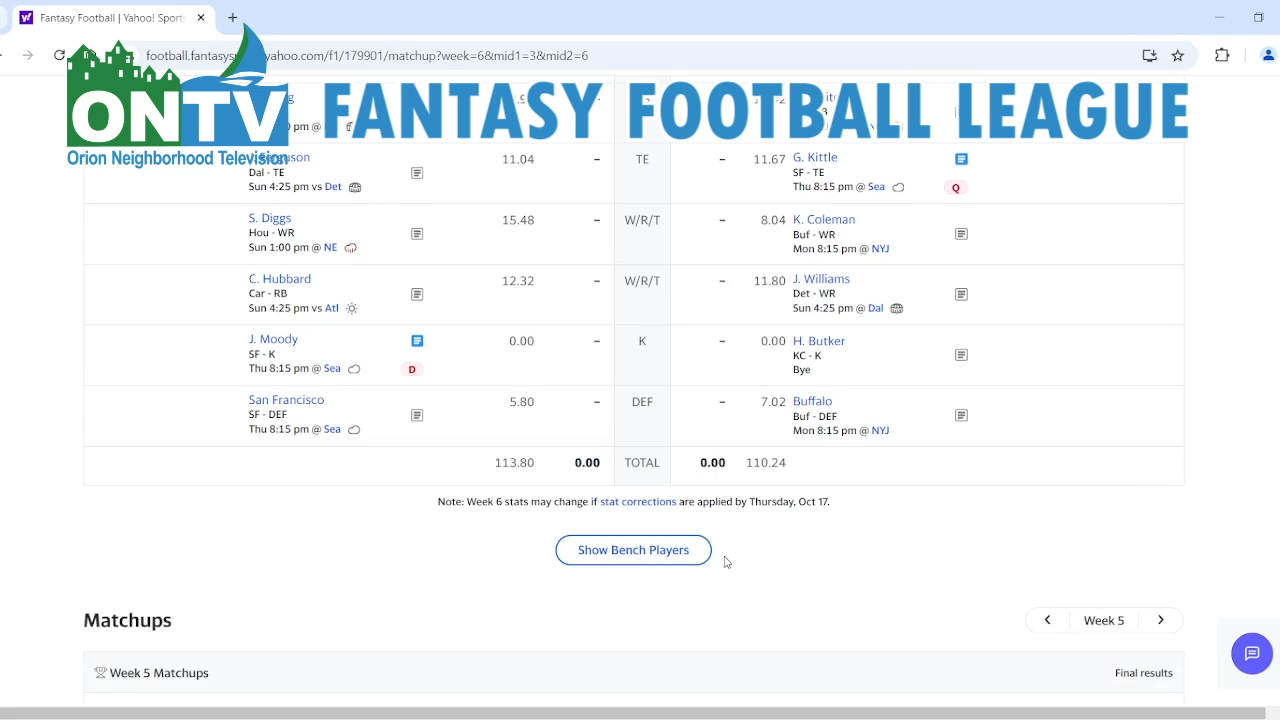 Fantasy Football | Yahoo! Sports
football.fantasys yahoo.com/f1/179901/matchup?week=6&mid1=3&mid2=6
ONTV
Orion Neighborhood Television
FANTASY FOOTBALL LEAGUE
11.04 – TE – 11.67 G. Kittle
Dal - TE
SF - TE
Sun 4:25 pm vs Det
Thu 8:15 pm @ Sea
Q
S. Diggs 15.48 – W/R/T – 8.04 K. Coleman
Hou - WR
Buf - WR
Sun 1:00 pm @ NE
Mon 8:15 pm @ NYJ
C. Hubbard 12.32 – W/R/T – 11.80 J. Williams
Car - RB
Det - WR
Sun 4:25 pm vs Atl
Sun 4:25 pm @ Dal
J. Moody 0.00 – K – 0.00 H. Butker
SF - K
KC - K
Thu 8:15 pm @ Sea
D
Bye
San Francisco 5.80 – DEF – 7.02 Buffalo
SF - DEF
Buf - DEF
Thu 8:15 pm @ Sea
Mon 8:15 pm @ NYJ
113.80 0.00 TOTAL 0.00 110.24
Note: Week 6 stats may change if stat corrections are applied by Thursday, Oct 17.
Show Bench Players
Matchups
Week 5
Week 5 Matchups
Final results